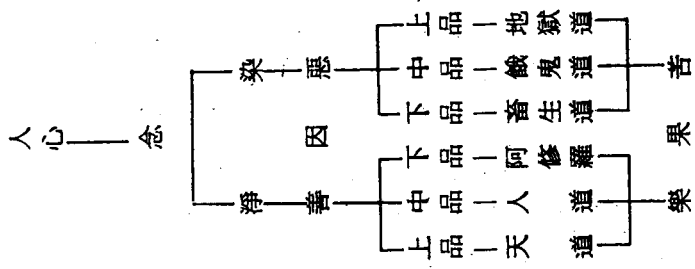 人心 念
染 惡
上品 地獄道
中品 餓鬼道
下品 畜生道
苦
因
果
淨 善
下品 阿修羅
中品 人道
上品 天道
樂